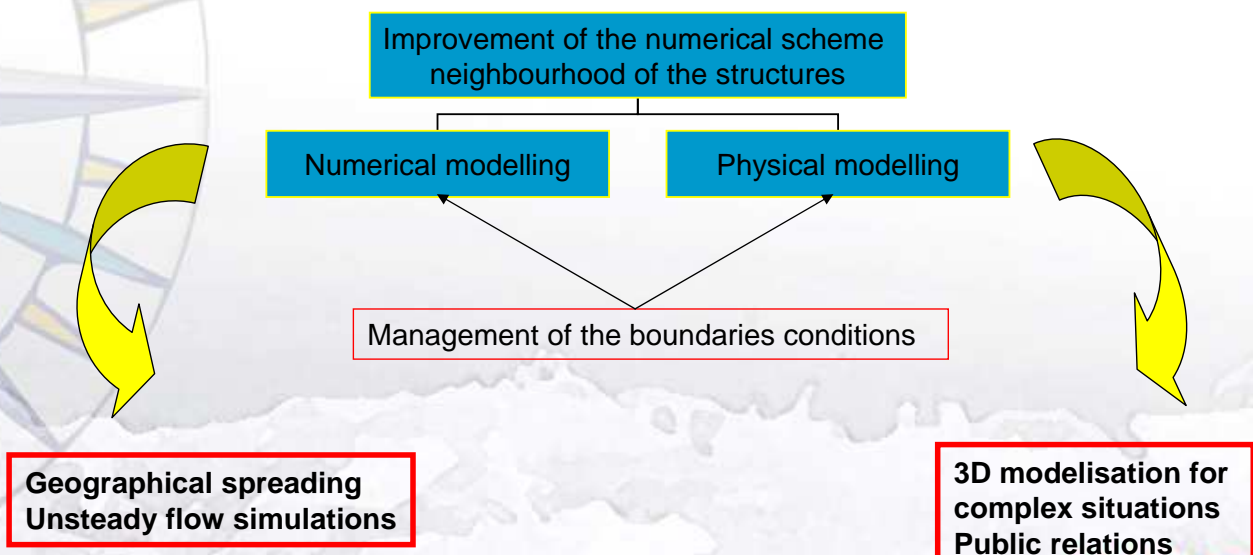 Improvement of the numerical scheme
neighbourhood of the structures
Numerical modelling
Physical modelling
Management of the boundaries conditions
Geographical spreading
Unsteady flow simulations
3D modelisation for
complex situations
Public relations